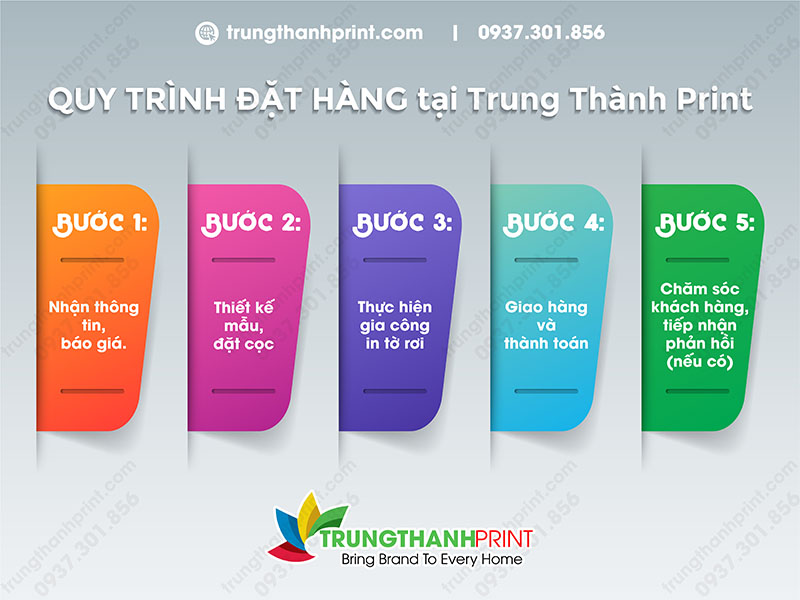 trungthanhprint.com | 0937.301.856
QUY TRÌNH ĐẶT HÀNG tại Trung Thành Print
BƯỚC 1:
Nhận thông
tin,
báo giá.
BƯỚC 2:
Thiết kế
mẫu,
đặt cọc
BƯỚC 3:
Thực hiện
gia công
in tờ rơi
BƯỚC 4:
Giao hàng
và
thành toán
BƯỚC 5:
Chăm sóc
khách hàng,
tiếp nhận
phản hồi
(nếu có)
TRUNGTHANHPRINT
Bring Brand To Every Home